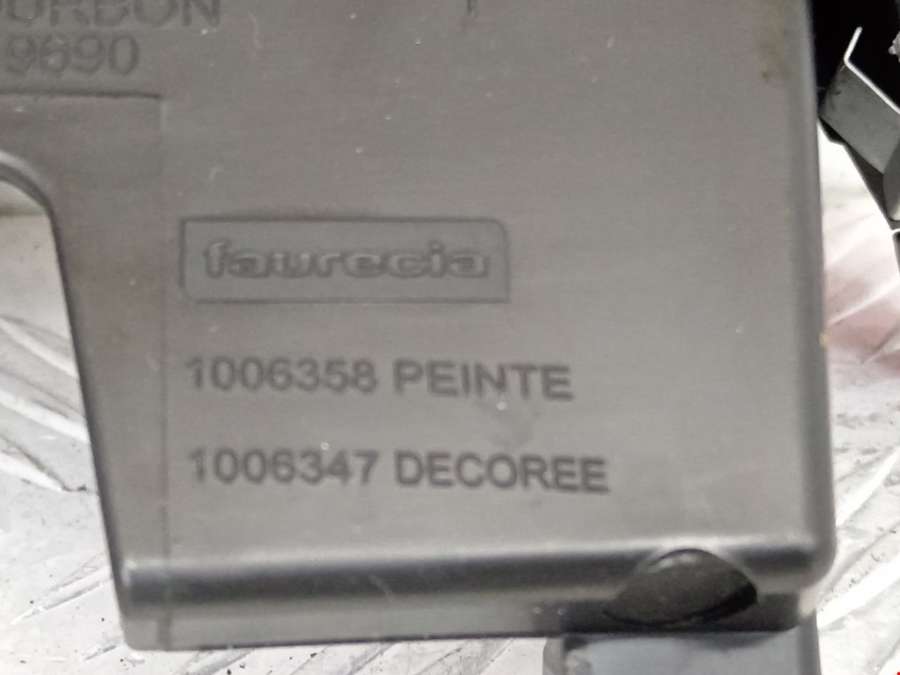 9690
faurecia
1006358 PEINTE
1006347 DECOREE